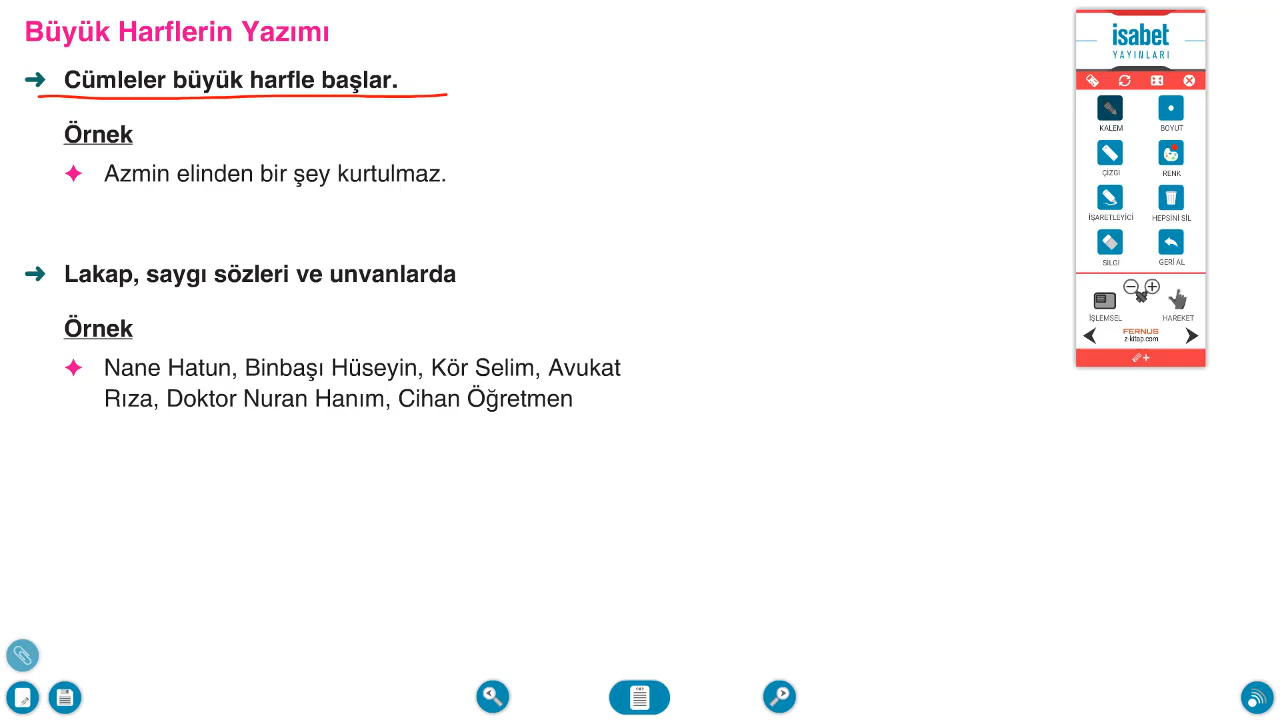 Büyük Harflerin Yazımı
Cümleler büyük harfle başlar.
Örnek
Azmin elinden bir şey kurtulmaz.
Lakap, saygı sözleri ve unvanlarda
Örnek
Nane Hatun, Binbaşı Hüseyin, Kör Selim, Avukat
Rıza, Doktor Nuran Hanım, Cihan Öğretmen
isabet
YAYINLARI
KALEM
BOYUT
ÇİZGİ
RENK
İŞARETLEYİCİ
HEPSİNİ SİL
SİLGİ
GERİ AL
İŞLEMSEL
HAREKET
FERNUS
z-kitap.com